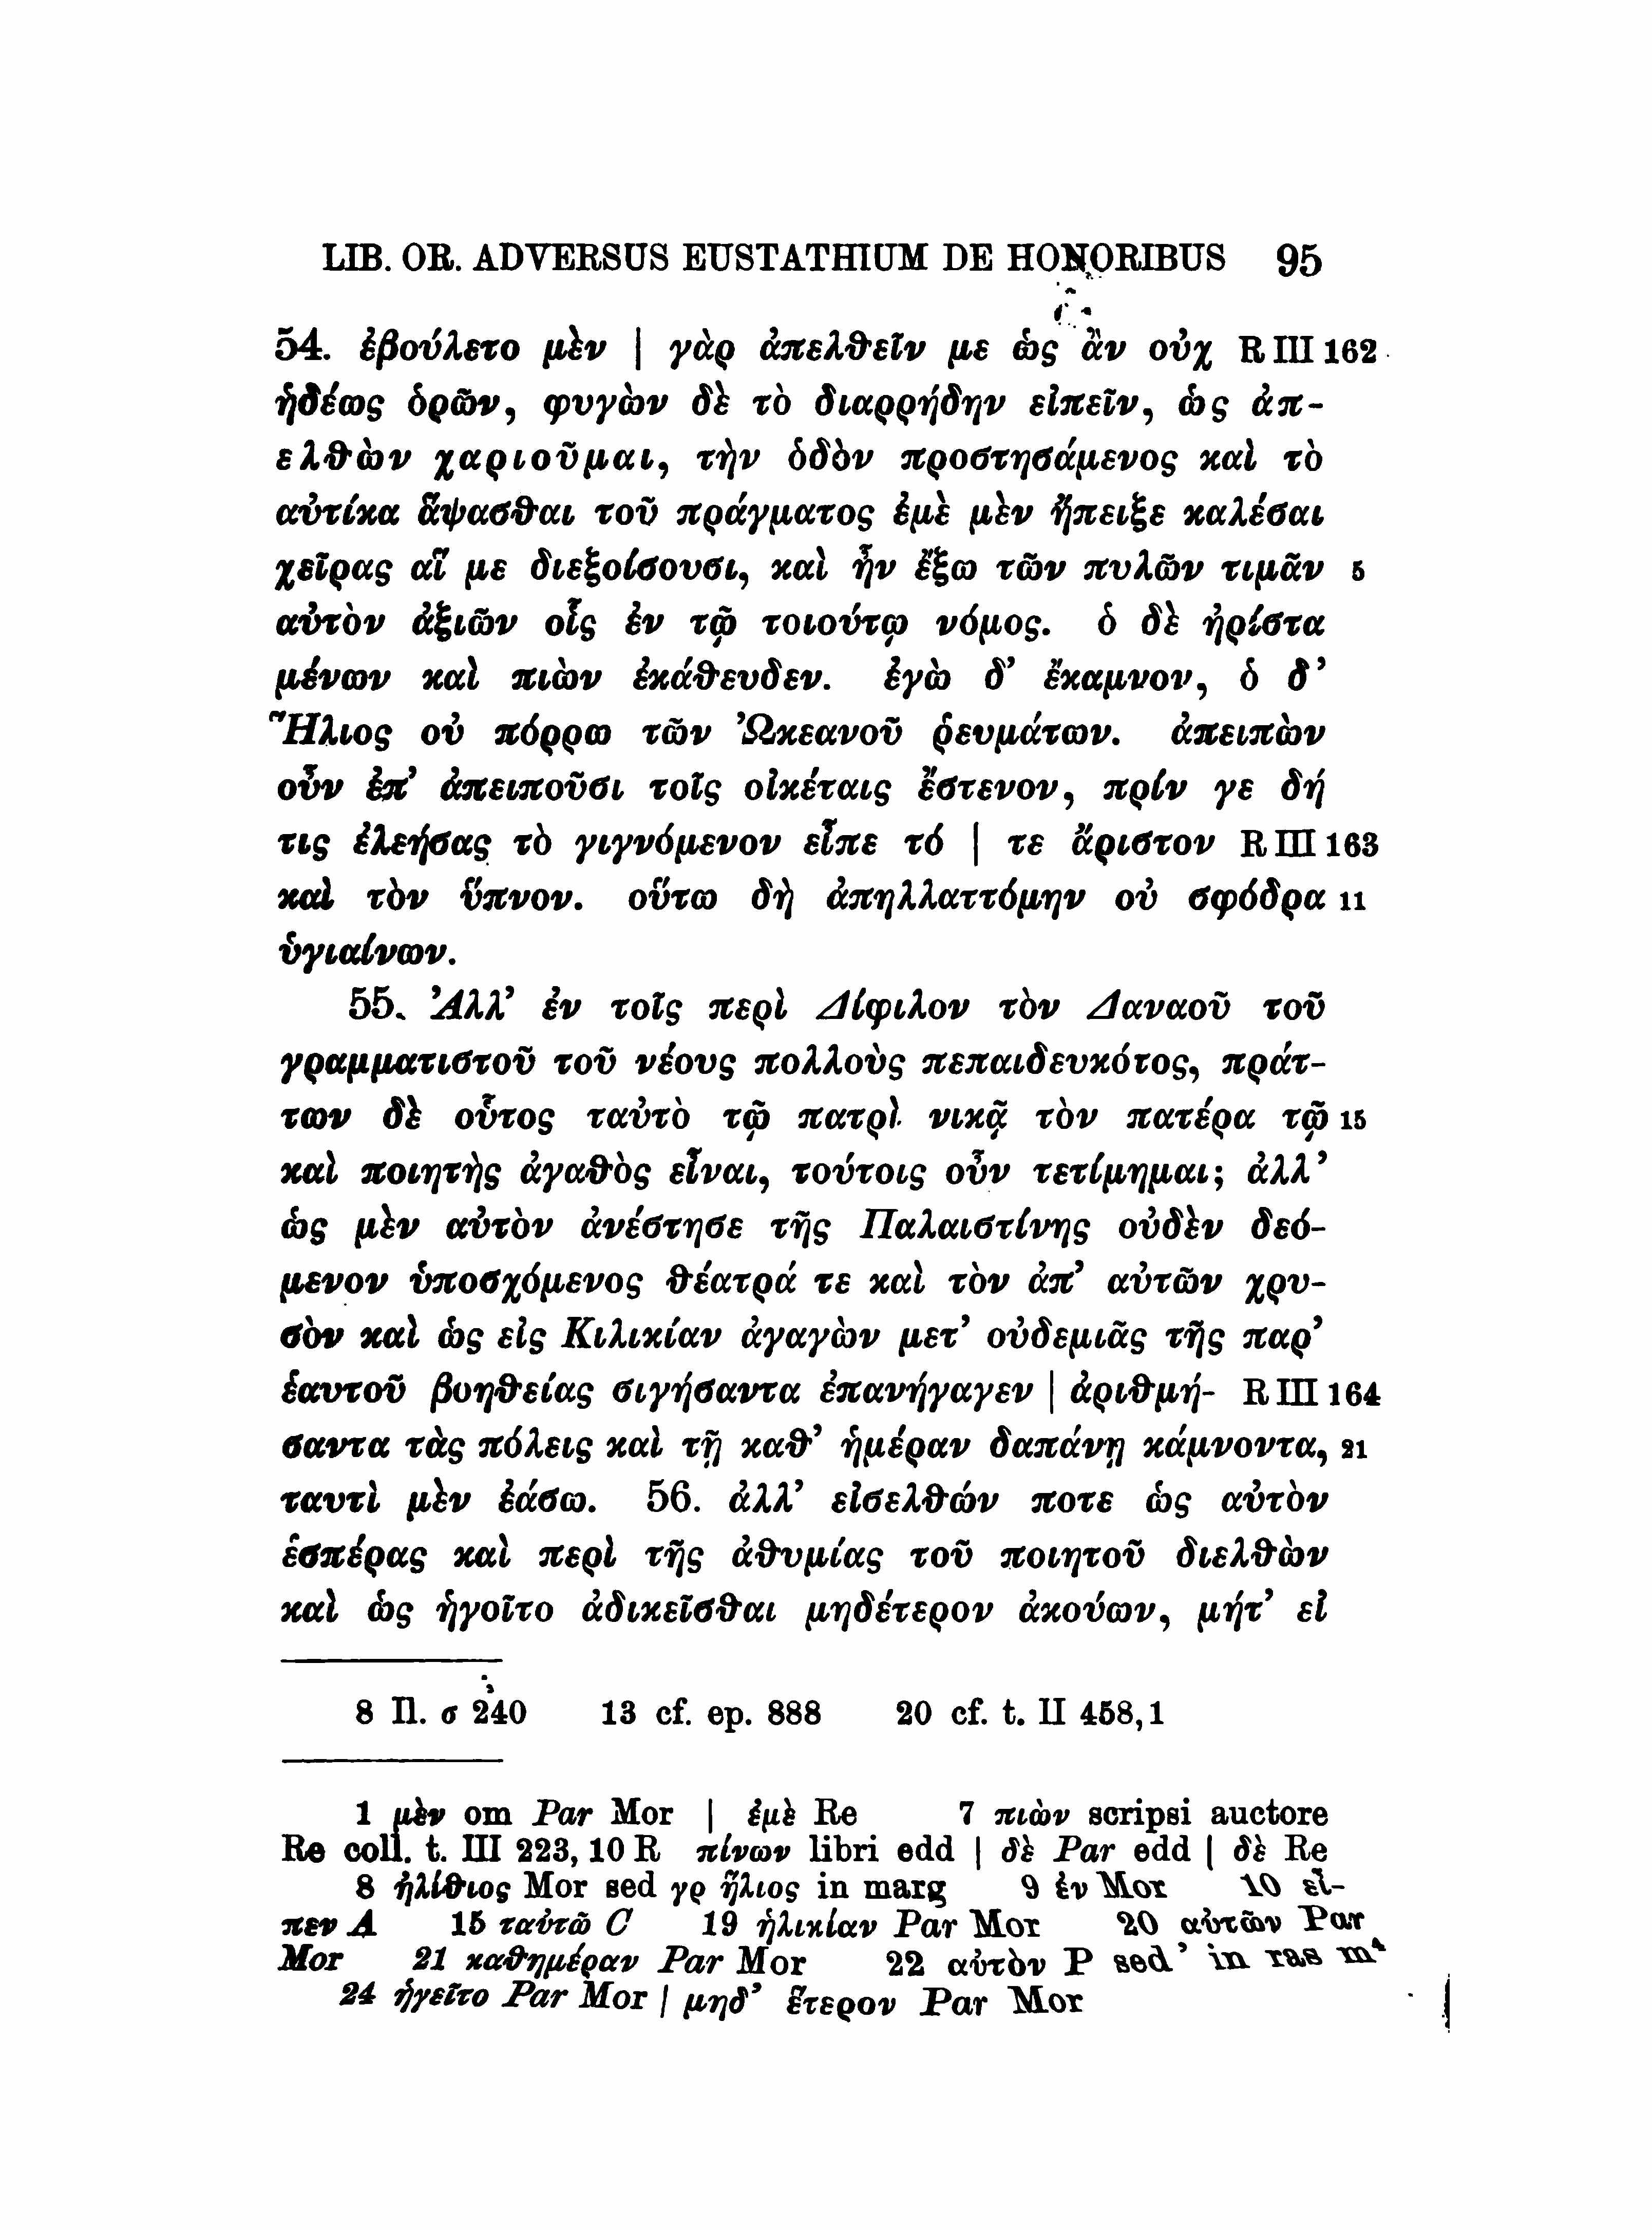 LIB. OR. ADVERSUS EUSTATHIUM DE HONORIBUS 95
54. ἐβούλετο μὲν | γὰρ ἀπελθεῖν με ὡς ἂν οὐχ R III 162
ἡδέως ὁρῶν, φυγὼν δὲ τὸ διαρρήδην εἰπεῖν, ὡς ἀπ-
ελθὼν χαριοῦμαι, τὴν ὁδὸν προστησάμενος καὶ τὸ
αὐτίκα ἅψασθαι τοῦ πράγματος ἐμὲ μὲν ἤπειξε καλέσαι
χεῖρας αἵ με διεξοίσουσι, καὶ ἦν ἔξω τῶν πυλῶν τιμᾶν 5
αὐτὸν ἀξιῶν οἷς ἐν τῷ τοιούτῳ νόμος. ὁ δὲ ἠρίστα
μένων καὶ πιὼν ἐκάθευδεν. ἐγὼ δ’ ἔκαμνον, ὁ δ’
Ἥλιος οὐ πόρρω τῶν Ὠκεανοῦ ῥευμάτων. ἀπειπὼν
οὖν ἐπ’ ἀπειποῦσι τοῖς οἰκέταις ἔστενον, πρίν γε δή
τις ἐλεήσας τὸ γιγνόμενον εἶπε τό | τε ἄριστον R III 163
καὶ τὸν ὕπνον. οὕτω δὴ ἀπηλλαττόμην οὐ σφόδρα 11
ὑγιαίνων.
55. Ἀλλ’ ἐν τοῖς περὶ Δίφιλον τὸν Δαναοῦ τοῦ
γραμματιστοῦ τοῦ νέους πολλοὺς πεπαιδευκότος, πράτ-
των δὲ οὗτος ταὐτὸ τῷ πατρὶ νικᾷ τὸν πατέρα τῷ 15
καὶ ποιητὴς ἀγαθὸς εἶναι, τούτοις οὖν τετίμημαι; ἀλλ’
ὡς μὲν αὐτὸν ἀνέστησε τῆς Παλαιστίνης οὐδὲν δεό-
μενον ὑποσχόμενος θέατρά τε καὶ τὸν ἀπ’ αὐτῶν χρυ-
σὸν καὶ ὡς εἰς Κιλικίαν ἀγαγὼν μετ’ οὐδεμιᾶς τῆς παρ’
ἑαυτοῦ βοηθείας σιγήσαντα ἐπανήγαγεν | ἀριθμή- R III 164
σαντα τὰς πόλεις καὶ τῇ καθ’ ἡμέραν δαπάνῃ κάμνοντα, 21
ταυτὶ μὲν ἐάσω. 56. ἀλλ’ εἰσελθών ποτε ὡς αὐτὸν
ἑσπέρας καὶ περὶ τῆς ἀθυμίας τοῦ ποιητοῦ διελθὼν
καὶ ὡς ἡγοῖτο ἀδικεῖσθαι μηδέτερον ἀκούων, μήτ’ εἰ
8 Il. σ 240 13 cf. ep. 888 20 cf. t. II 458,1
1 μὲν om Par Mor | ἐμὲ Re 7 πιὼν scripsi auctore
Re coll. t. III 223, 10 R πίνων libri edd | δὲ Par edd | δὲ Re
8 ἠλίθιος Mor sed γρ ἥλιος in marg 9 ἐν Mor 10 εἶ-
πεν A 15 ταὐτῶ C 19 ἡλικίαν Par Mor 20 αὐτῶν Par
Mor 21 καθημέραν Par Mor 22 αὐτὸν P sed ’ in ras m⁴
24 ἡγεῖτο Par Mor | μηδ’ ἕτερον Par Mor